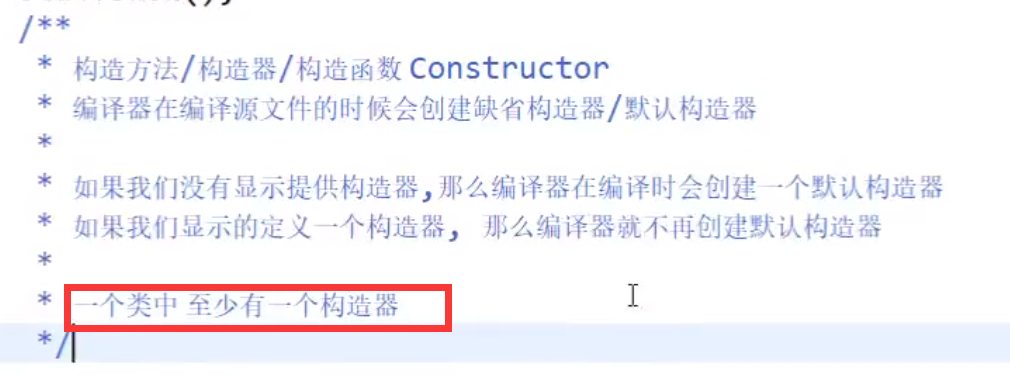 /**
* 构造方法/构造器/构造函数 Constructor
* 编译器在编译源文件的时候会创建缺省构造器/默认构造器
*
* 如果我们没有显示提供构造器,那么编译器在编译时会创建一个默认构造器
* 如果我们显示的定义一个构造器, 那么编译器就不再创建默认构造器
*
* 一个类中 至少有一个构造器
*/